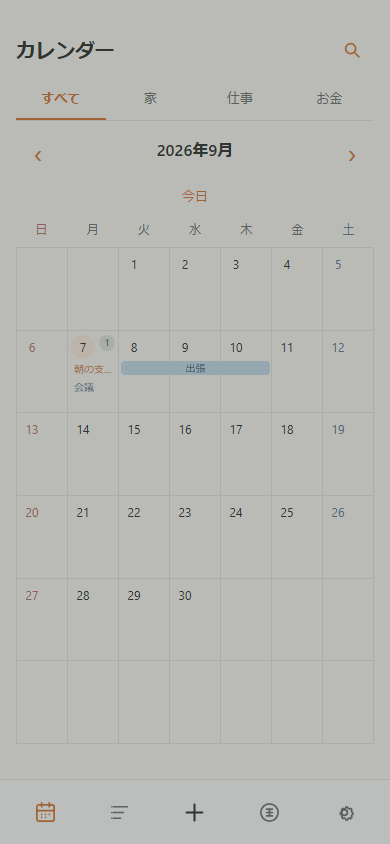 カレンダー
すべて 家 仕事 お金
2026年9月
今日
日 月 火 水 木 金 土
1 2 3 4 5
6 7 1 8 9 10 11 12
朝の支...
出張
会議
13 14 15 16 17 18 19
20 21 22 23 24 25 26
27 28 29 30